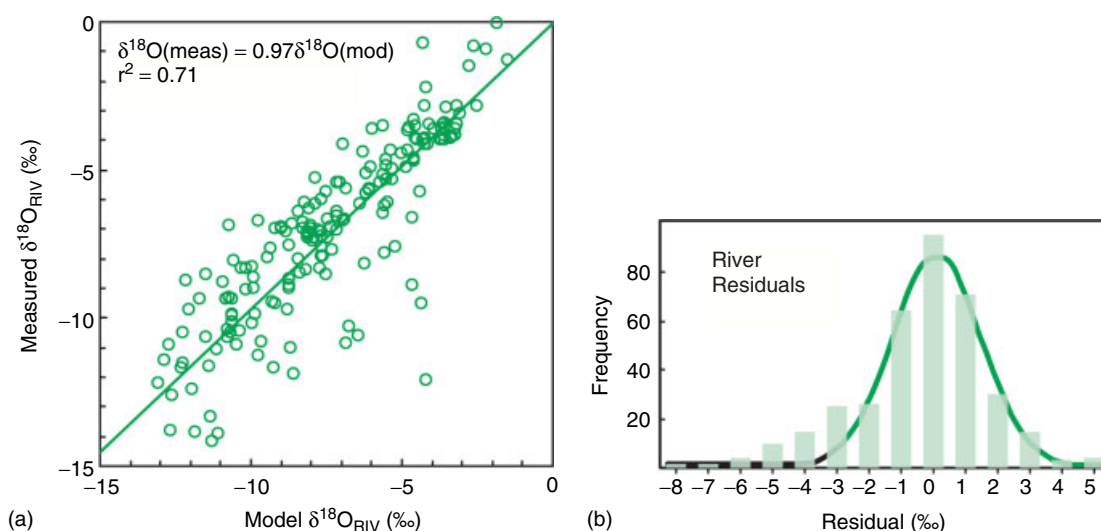 0
δ¹⁸O(meas) = 0.97δ¹⁸O(mod)
r² = 0.71
−5
−10
−15
Measured δ¹⁸O_RIV (‰)
−15 −10 −5 0
(a) Model δ¹⁸O_RIV (‰)
River
Residuals
80
60
40
20
Frequency
−8 −7 −6 −5 −4 −3 −2 −1 0 1 2 3 4 5
(b) Residual (‰)